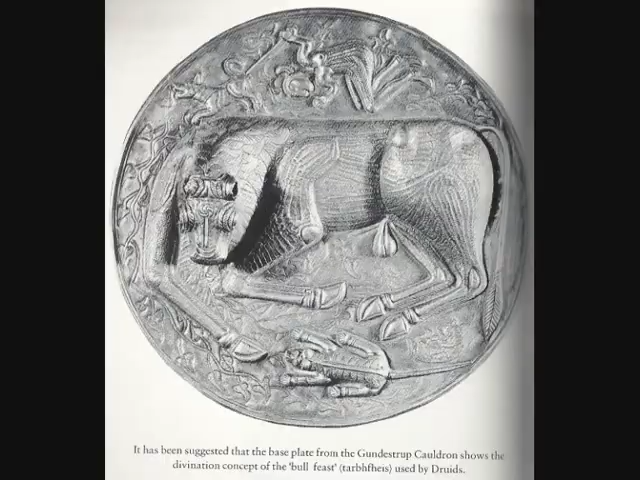 It has been suggested that the base plate from the Gundestrup Cauldron shows the
divination concept of the 'bull feast' (tarbhfheis) used by Druids.